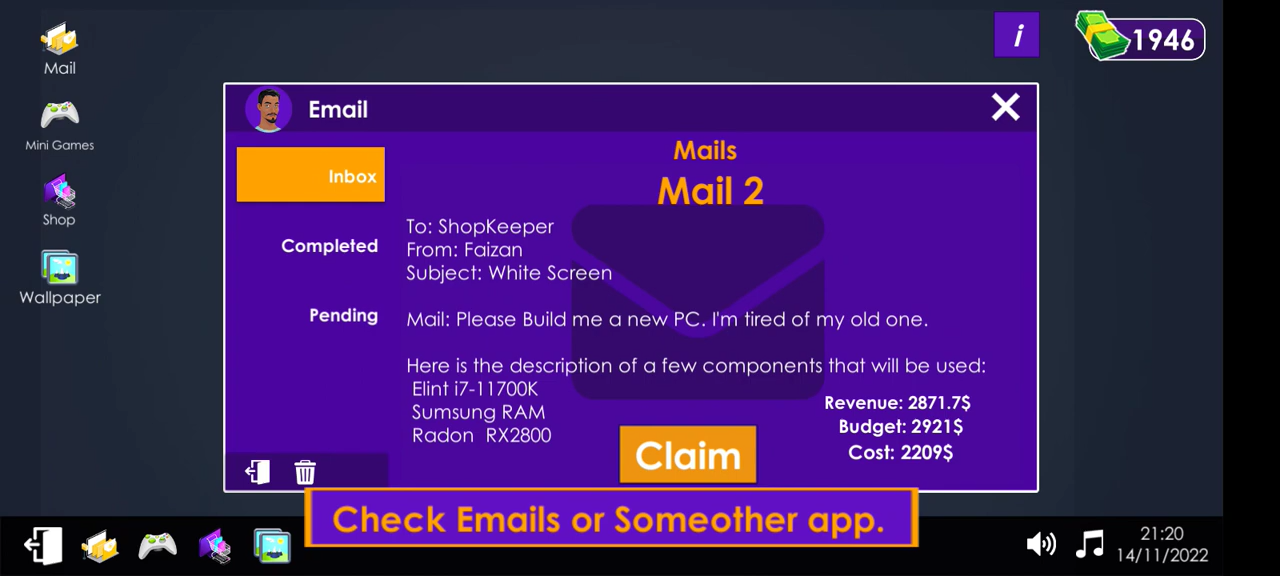 Mail
Mini Games
Shop
Wallpaper
i
1946
Email
Inbox
Completed
Pending
Mails
Mail 2
To: ShopKeeper
From: Faizan
Subject: White Screen
Mail: Please Build me a new PC. I'm tired of my old one.
Here is the description of a few components that will be used:
Elint i7-11700K
Sumsung RAM
Radon RX2800
Revenue: 2871.7$
Budget: 2921$
Cost: 2209$
Claim
Check Emails or Someother app.
21:20
14/11/2022